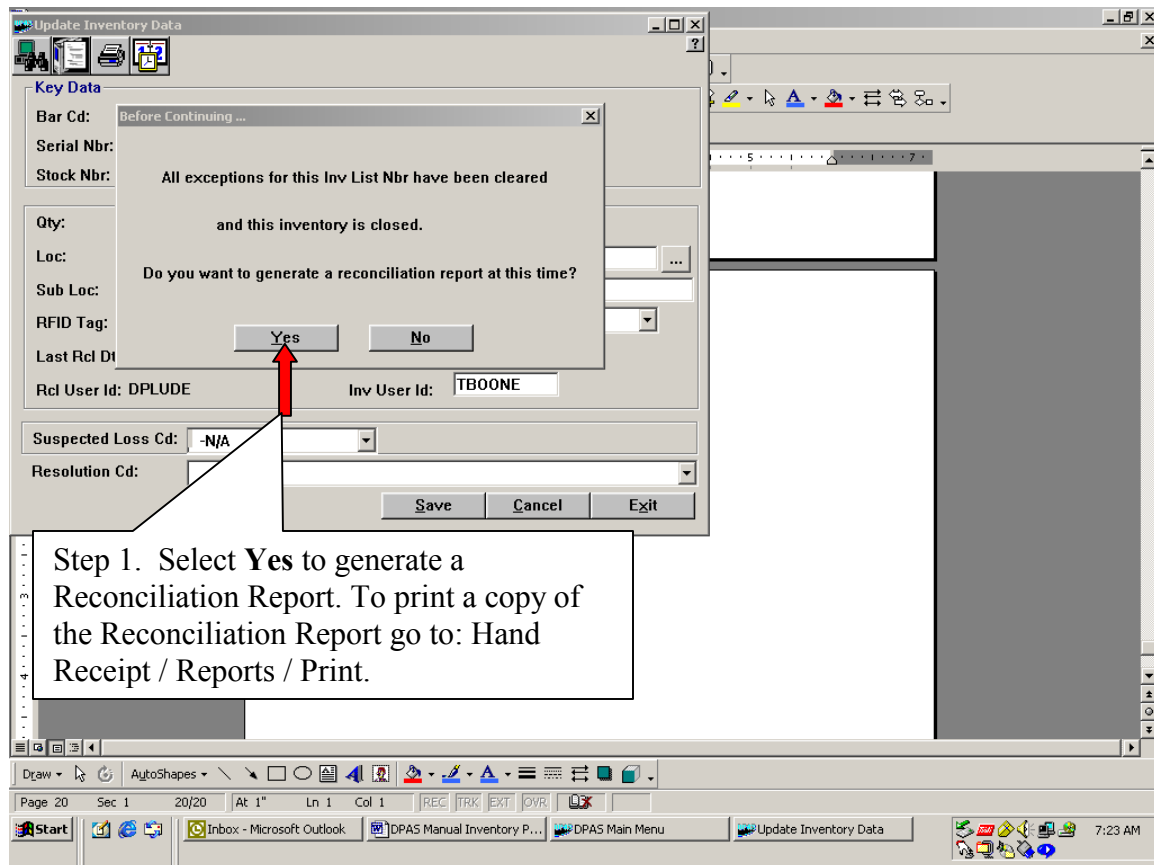 Update Inventory Data
Key Data
Bar Cd:
Serial Nbr:
Stock Nbr:
Before Continuing ...
All exceptions for this Inv List Nbr have been cleared
and this inventory is closed.
Do you want to generate a reconciliation report at this time?
Yes
No
Qty:
Loc:
...
Sub Loc:
RFID Tag:
Last Rcl Dt
Rcl User Id: DPLUDE
Inv User Id: TBOONE
Suspected Loss Cd: -N/A
Resolution Cd:
Save
Cancel
Exit
Step 1. Select Yes to generate a
Reconciliation Report. To print a copy of
the Reconciliation Report go to: Hand
Receipt / Reports / Print.
5
7
3
4
Draw
AutoShapes
Page 20 Sec 1 20/20 At 1" Ln 1 Col 1 REC TRK EXT OVR
Start
Inbox - Microsoft Outlook
DPAS Manual Inventory P...
DPAS Main Menu
Update Inventory Data
7:23 AM